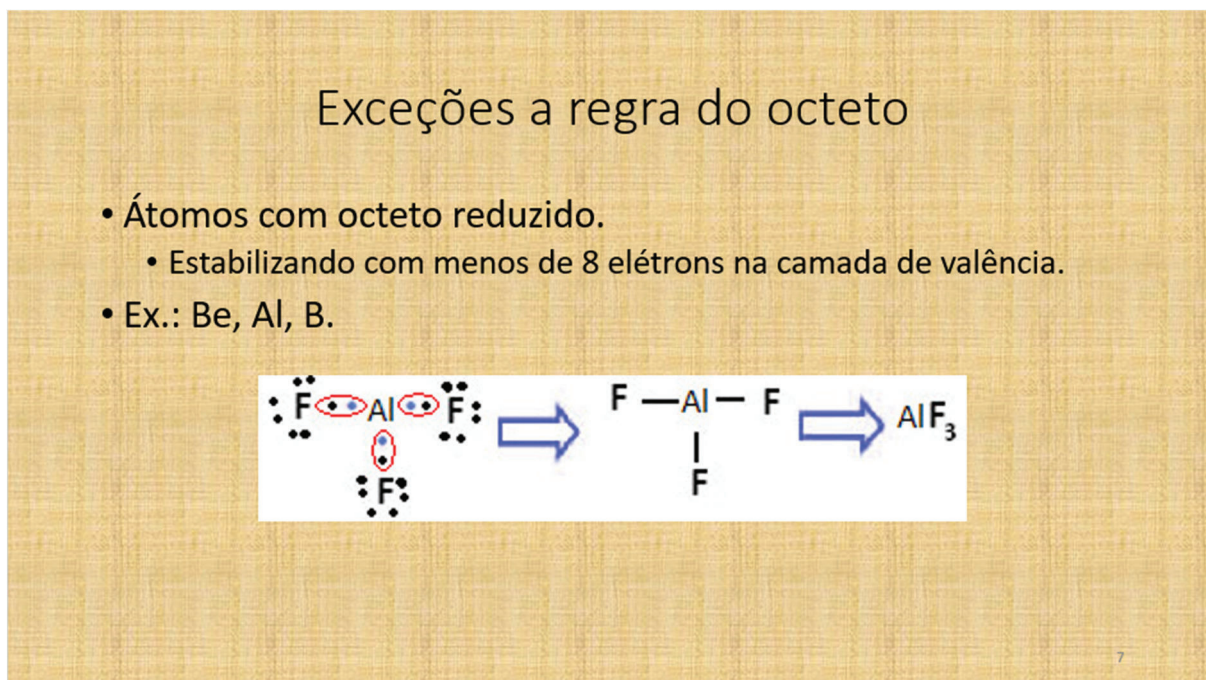 Exceções a regra do octeto
• Átomos com octeto reduzido.
• Estabilizando com menos de 8 elétrons na camada de valência.
• Ex.: Be, Al, B.
F Al F F — Al — F AlF₃
F F
7